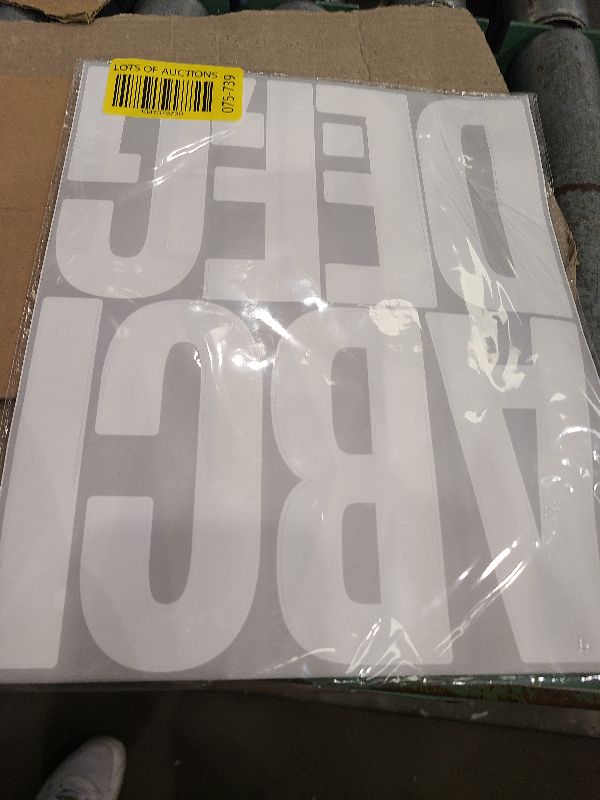 LOTS OF AUCTIONS
075-739
DEFG
ABCI